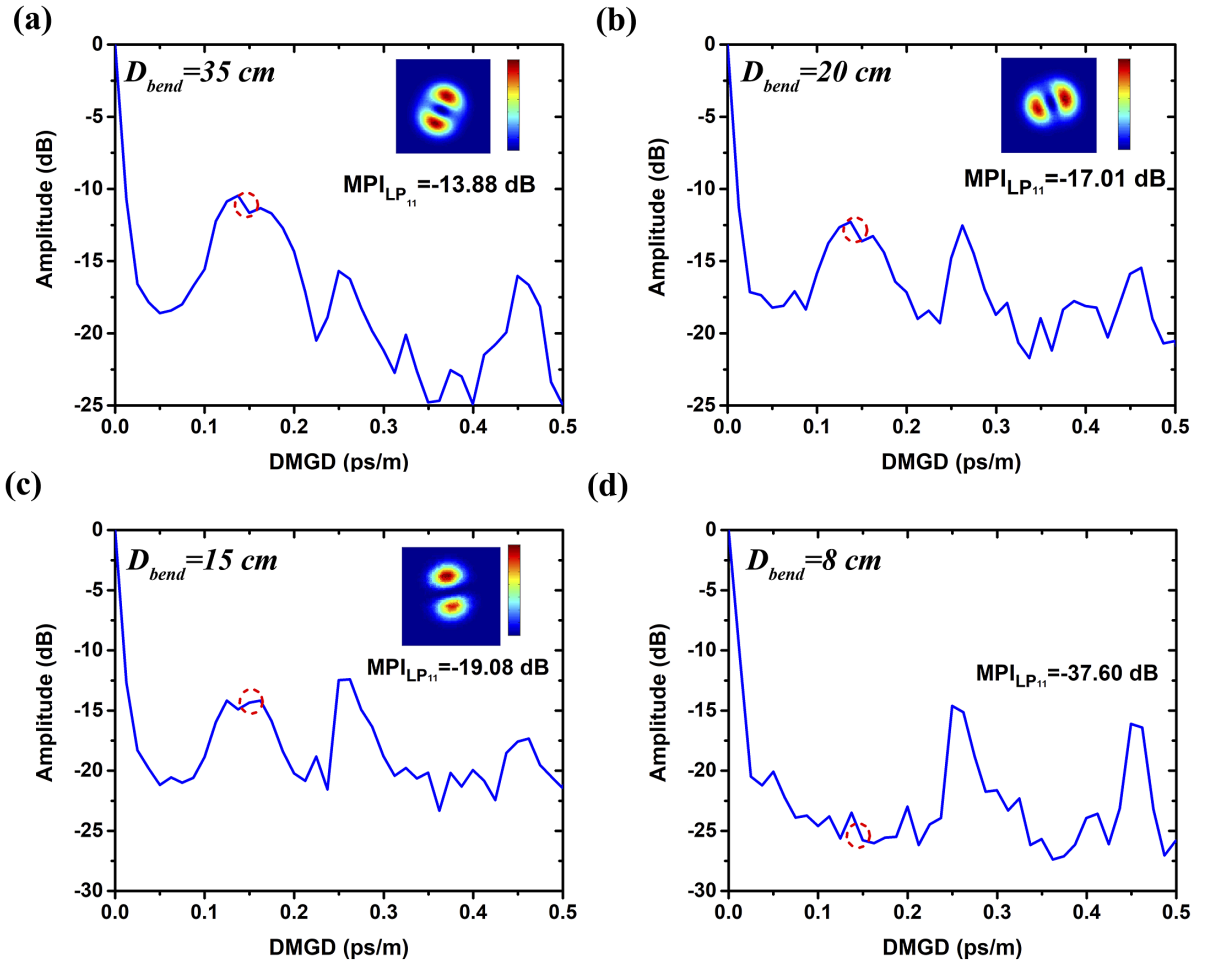 (a)
D_bend=35 cm
MPI_LP₁₁ =-13.88 dB
Amplitude (dB)
0
-5
-10
-15
-20
-25
0.0 0.1 0.2 0.3 0.4 0.5
DMGD (ps/m)
(b)
D_bend=20 cm
MPI_LP₁₁ =-17.01 dB
Amplitude (dB)
0
-5
-10
-15
-20
-25
0.0 0.1 0.2 0.3 0.4 0.5
DMGD (ps/m)
(c)
D_bend=15 cm
MPI_LP₁₁=-19.08 dB
Amplitude (dB)
0
-5
-10
-15
-20
-25
-30
0.0 0.1 0.2 0.3 0.4 0.5
DMGD (ps/m)
(d)
D_bend=8 cm
MPI_LP₁₁=-37.60 dB
Amplitude (dB)
0
-5
-10
-15
-20
-25
-30
0.0 0.1 0.2 0.3 0.4 0.5
DMGD (ps/m)